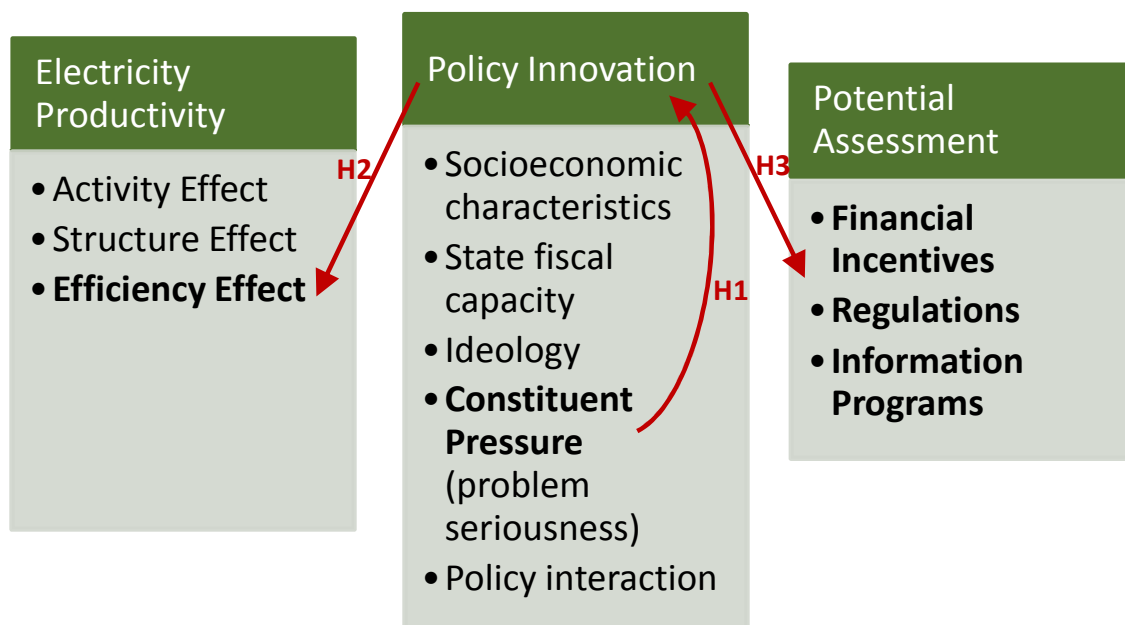 Electricity
Productivity
• Activity Effect
• Structure Effect
• Efficiency Effect
H2
Policy Innovation
• Socioeconomic
characteristics
• State fiscal
capacity
• Ideology
• Constituent
Pressure
(problem
seriousness)
• Policy interaction
H1
H3
Potential
Assessment
• Financial
Incentives
• Regulations
• Information
Programs